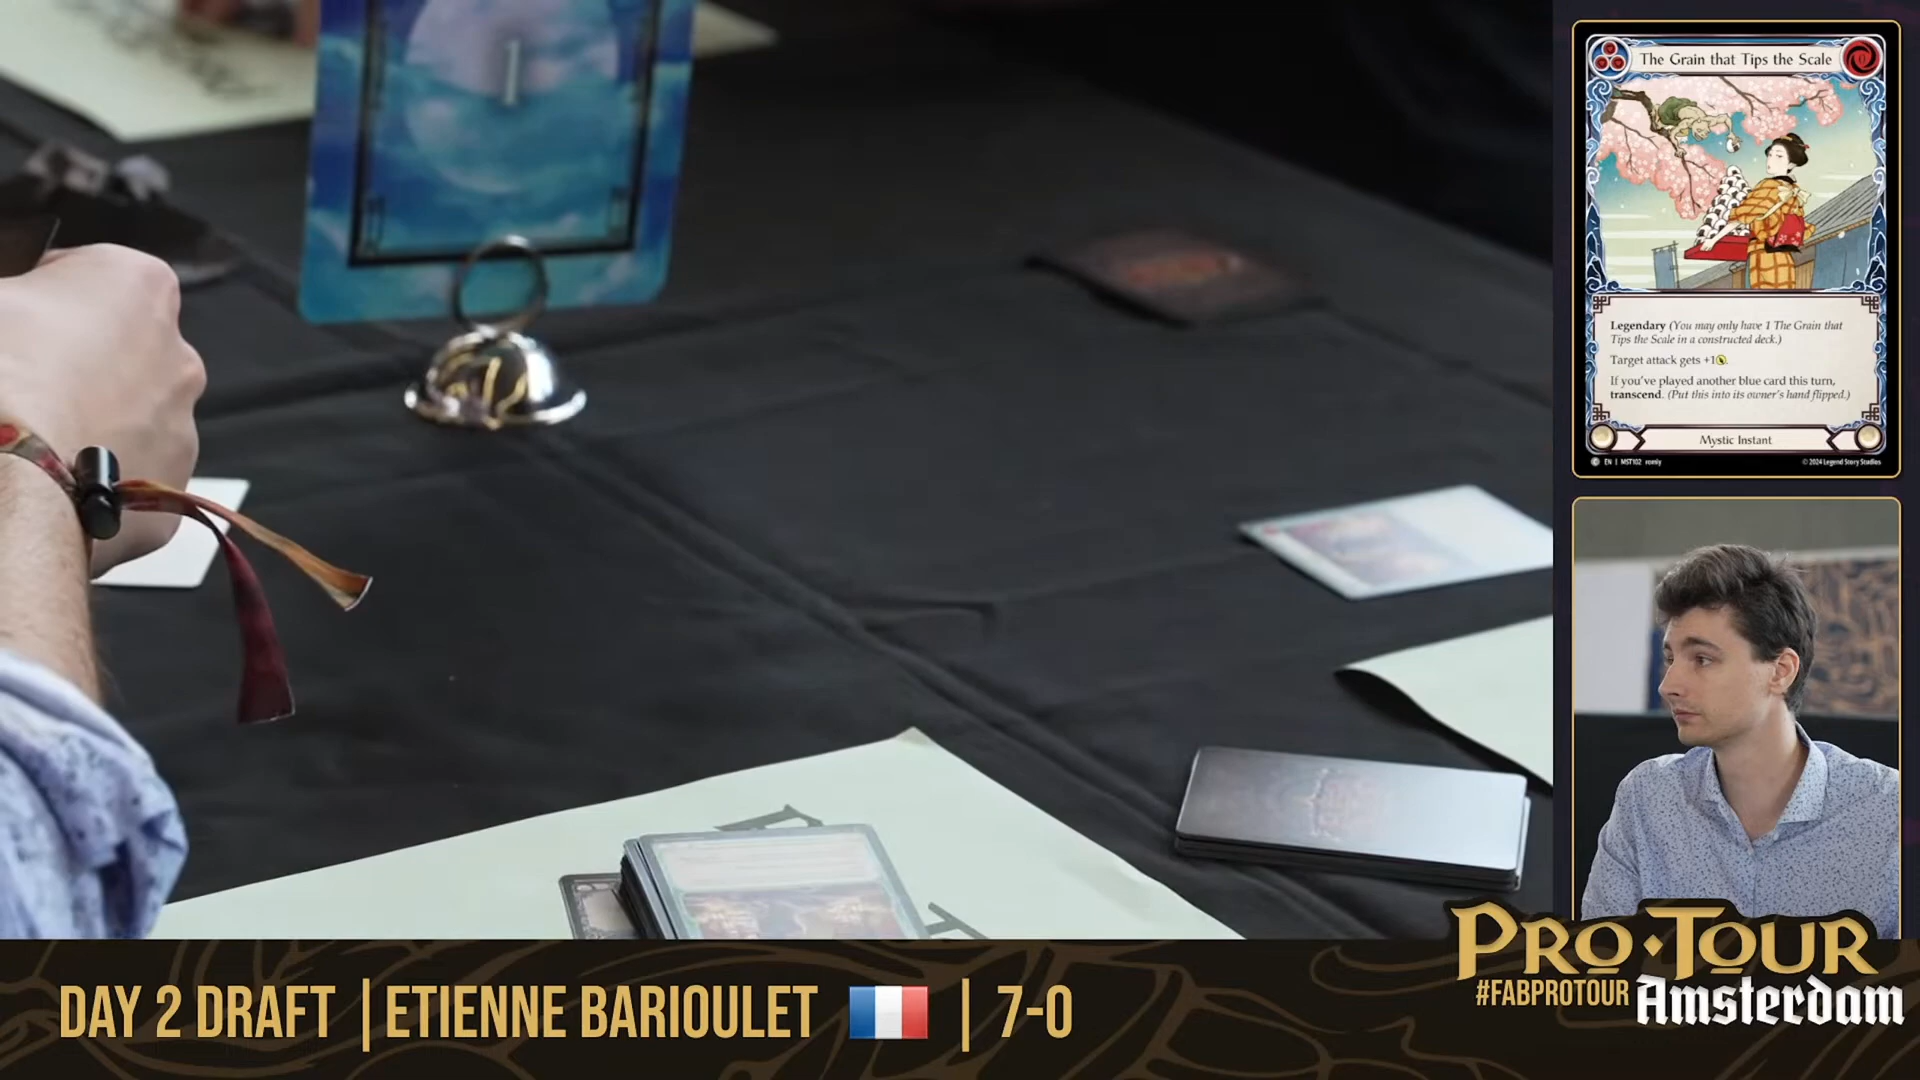 1
The Grain that Tips the Scale
Legendary (You may only have 1 The Grain that
Tips the Scale in a constructed deck.)
Target attack gets +1
If you've played another blue card this turn,
transcend. (Put this into its owner's hand flipped.)
Mystic Instant
C EN | MST102 romiy
© 2024 Legend Story Studios
DAY 2 DRAFT | ETIENNE BARIOULET | 7-0
PRO·TOUR
#FABPROTOUR Amsterdam